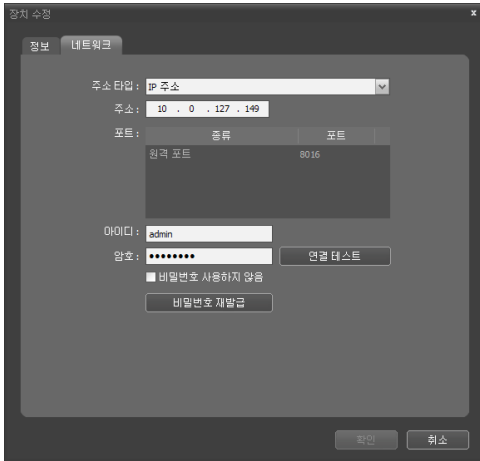 장치 수정 x
정보 네트워크
주소 타입 : IP 주소
주소 : 10 . 0 . 127 . 149
포트 : 종류 포트
원격 포트 8016
아이디 : admin
암호 : •••••••• 연결 테스트
비밀번호 사용하지 않음
비밀번호 재발급
확인 취소